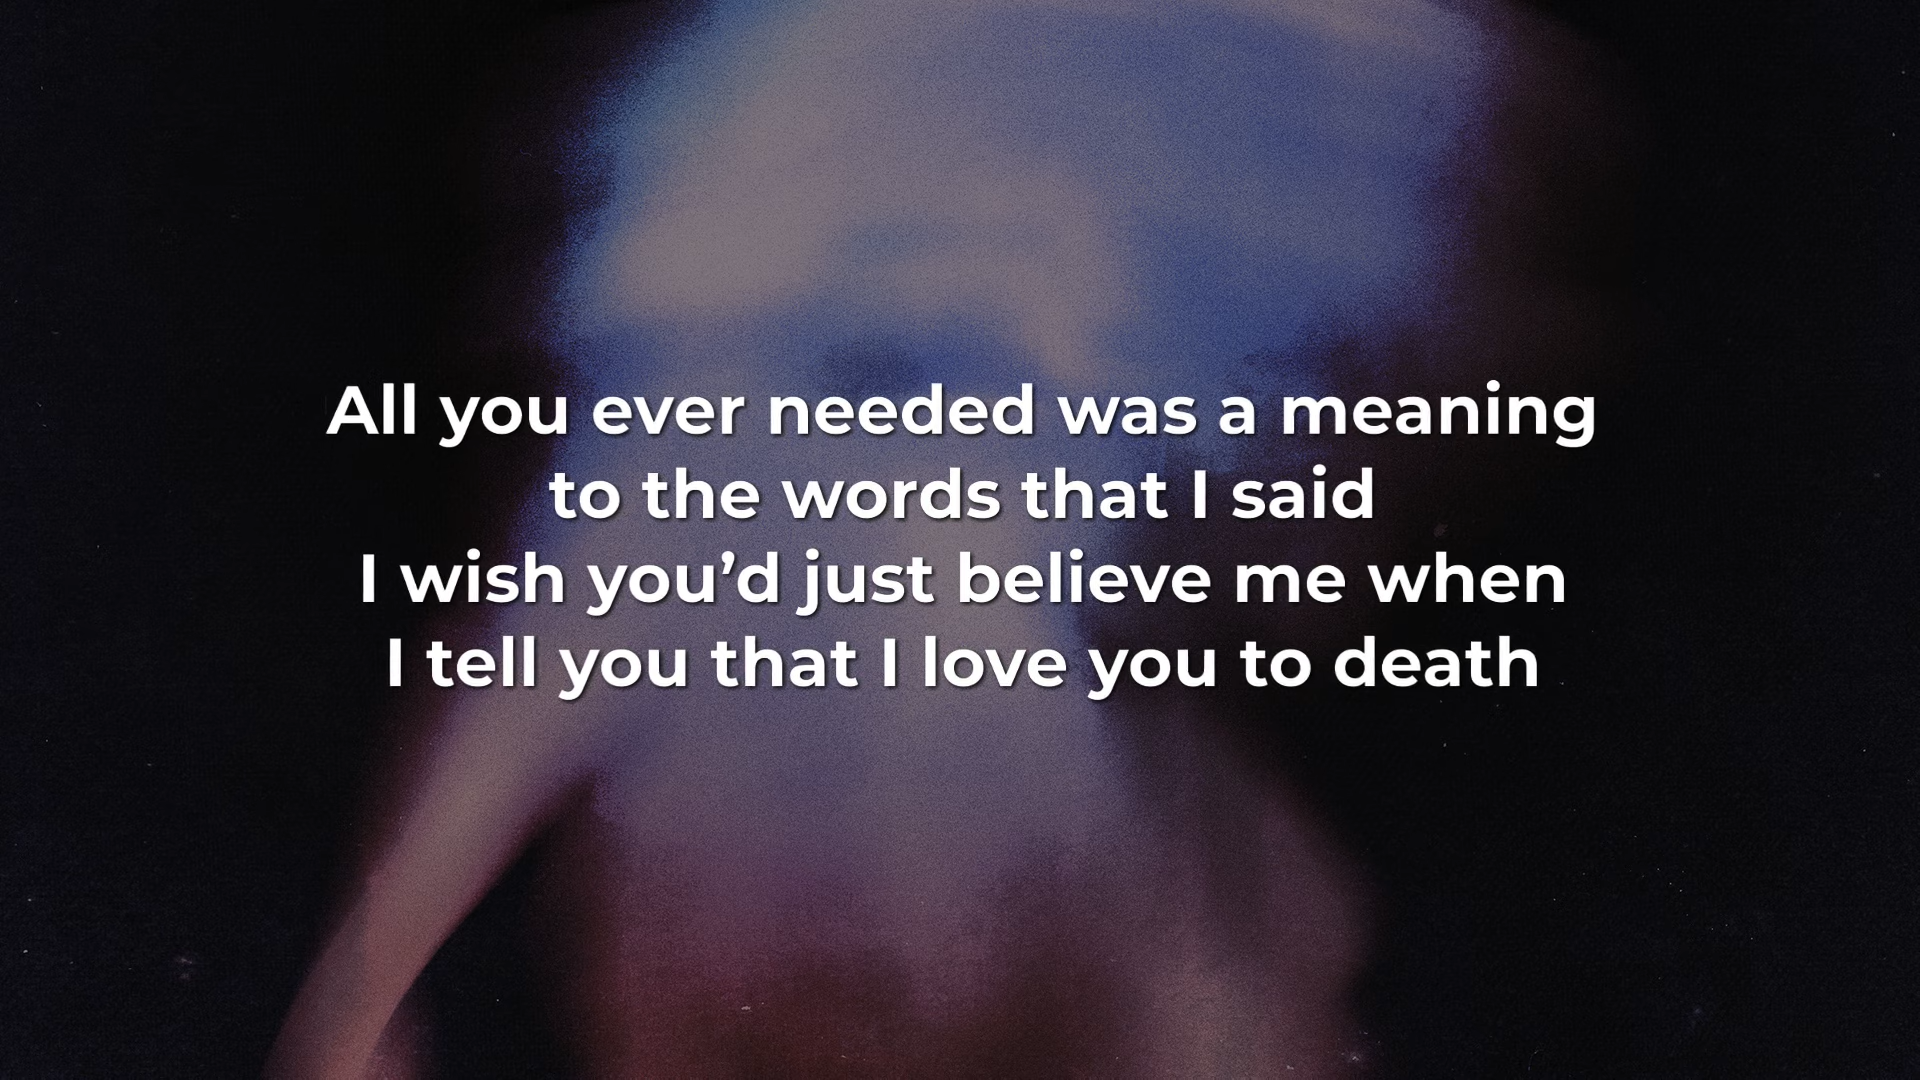 All you ever needed was a meaning
to the words that I said
I wish you’d just believe me when
I tell you that I love you to death